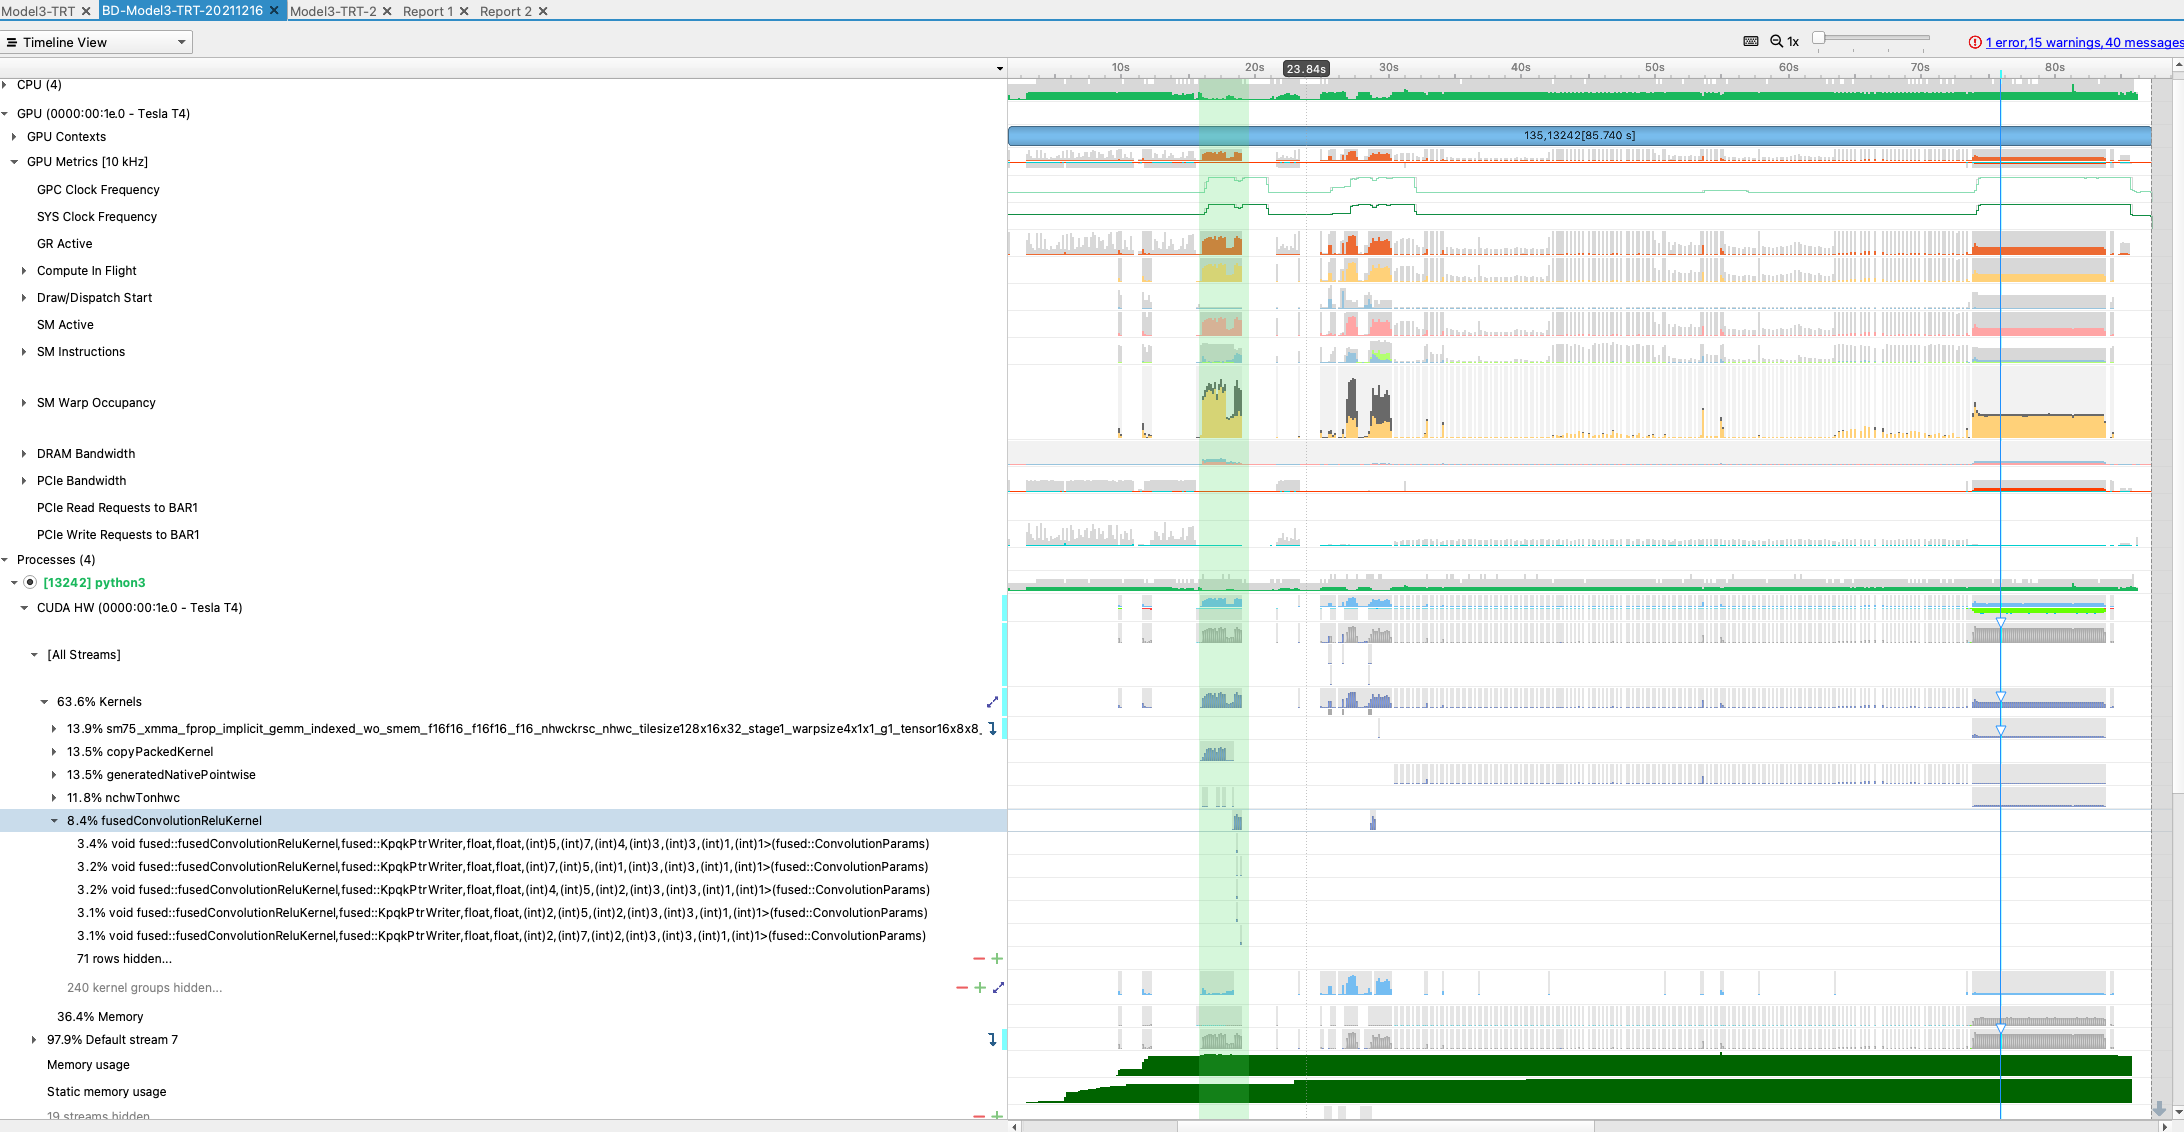 Model3-TRT BD-Model3-TRT-20211216 Model3-TRT-2 Report 1 Report 2
Timeline View 1x 1 error,15 warnings,40 messages
10s 20s 23.84s 30s 40s 50s 60s 70s 80s
CPU (4)
GPU (0000:00:1e.0 - Tesla T4)
GPU Contexts 135,13242[85.740 s]
GPU Metrics [10 kHz]
GPC Clock Frequency
SYS Clock Frequency
GR Active
Compute In Flight
Draw/Dispatch Start
SM Active
SM Instructions
SM Warp Occupancy
DRAM Bandwidth
PCIe Bandwidth
PCIe Read Requests to BAR1
PCIe Write Requests to BAR1
Processes (4)
[13242] python3
CUDA HW (0000:00:1e.0 - Tesla T4)
[All Streams]
63.6% Kernels
13.9% sm75_xmma_fprop_implicit_gemm_indexed_wo_smem_f16f16_f16f16_f16_nhwckrsc_nhwc_tilesize128x16x32_stage1_warpsize4x1x1_g1_tensor16x8x8_
13.5% copyPackedKernel
13.5% generatedNativePointwise
11.8% nchwTonhwc
8.4% fusedConvolutionReluKernel
3.4% void fused::fusedConvolutionReluKernel,fused::KpqkPtrWriter,float,float,(int)5,(int)7,(int)4,(int)3,(int)3,(int)1,(int)1>(fused::ConvolutionParams)
3.2% void fused::fusedConvolutionReluKernel,fused::KpqkPtrWriter,float,float,(int)7,(int)5,(int)1,(int)3,(int)3,(int)1,(int)1>(fused::ConvolutionParams)
3.2% void fused::fusedConvolutionReluKernel,fused::KpqkPtrWriter,float,float,(int)4,(int)5,(int)2,(int)3,(int)3,(int)1,(int)1>(fused::ConvolutionParams)
3.1% void fused::fusedConvolutionReluKernel,fused::KpqkPtrWriter,float,float,(int)2,(int)5,(int)2,(int)3,(int)3,(int)1,(int)1>(fused::ConvolutionParams)
3.1% void fused::fusedConvolutionReluKernel,fused::KpqkPtrWriter,float,float,(int)2,(int)7,(int)2,(int)3,(int)3,(int)1,(int)1>(fused::ConvolutionParams)
71 rows hidden...
240 kernel groups hidden...
36.4% Memory
97.9% Default stream 7
Memory usage
Static memory usage
19 streams hidden